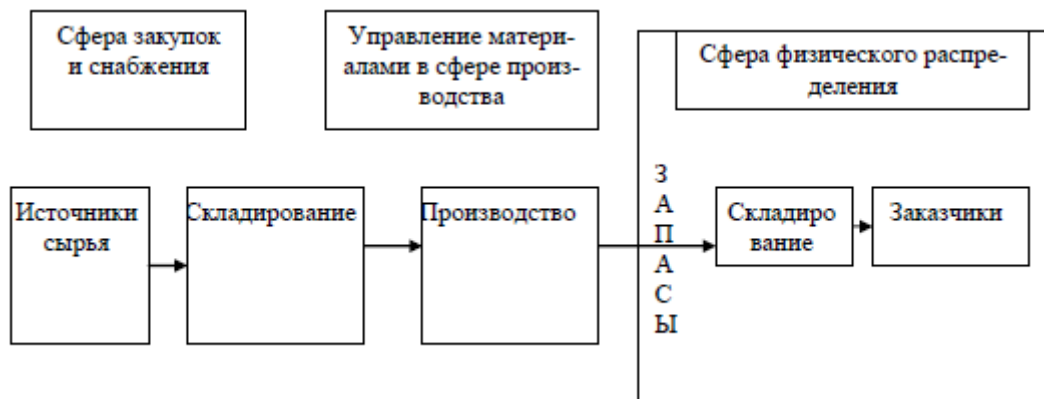 Сфера закупок
и снабжения
Управление матери-
алами в сфере произ-
водства
Сфера физического распре-
деления
Источники
сырья
Складирование
Производство
З
А
П
А
С
Ы
Складиро
вание
Заказчики